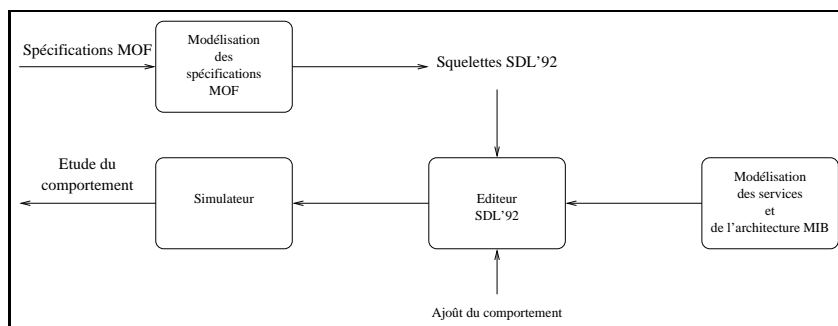 Spécifications MOF
Modélisation
des
spécifications
MOF
Squelettes SDL'92
Etude du
comportement
Simulateur
Editeur
SDL'92
Modélisation
des services
et
de l'architecture MIB
Ajoût du comportement